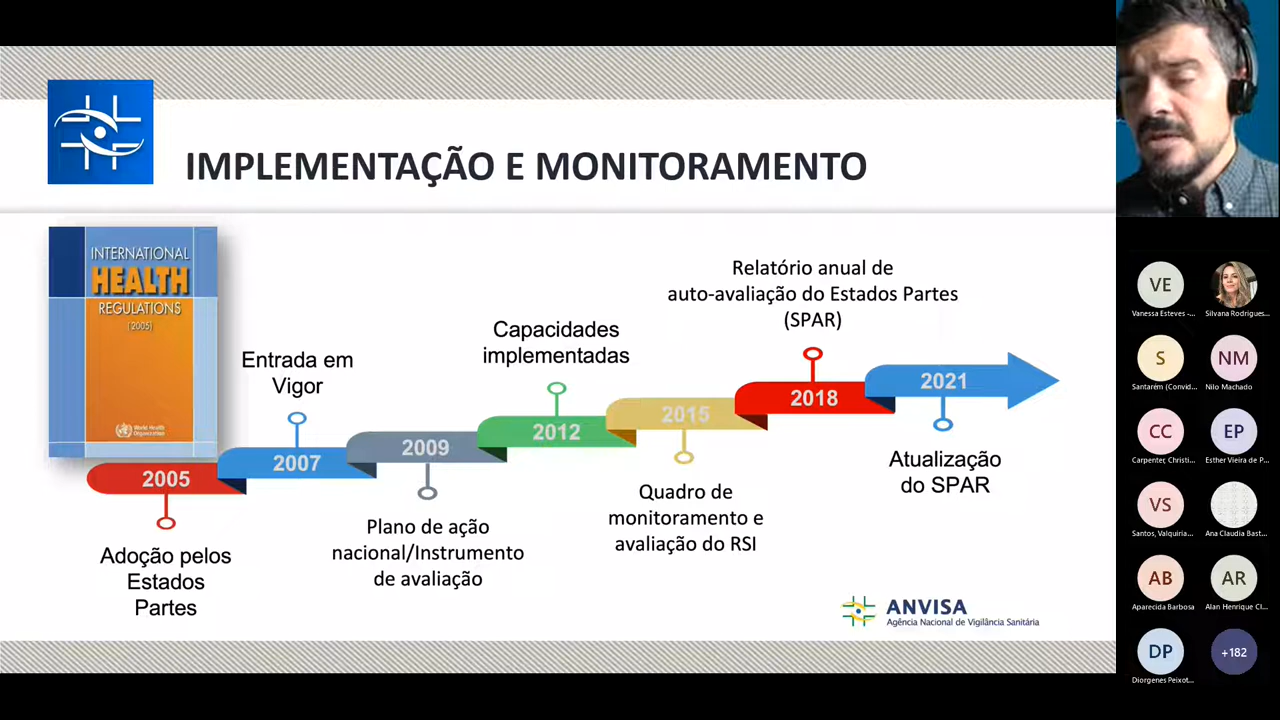 IMPLEMENTAÇÃO E MONITORAMENTO
INTERNATIONAL
HEALTH
REGULATIONS
(2005)
World Health
Organization
2005
Adoção pelos
Estados
Partes
Entrada em
Vigor
2007
2009
Plano de ação
nacional/Instrumento
de avaliação
Capacidades
implementadas
2012
2015
Quadro de
monitoramento e
avaliação do RSI
Relatório anual de
auto-avaliação do Estados Partes
(SPAR)
2018
2021
Atualização
do SPAR
ANVISA
Agência Nacional de Vigilância Sanitária
VE
Vanessa Esteves -...
Silvana Rodrigues...
S
Santarém (Convid...
NM
Nilo Machado
CC
Carpenter, Christi...
EP
Esther Vieira de P...
VS
Santos, Valquíria...
Ana Claudia Bast...
AB
Aparecida Barbosa
AR
Alan Henrique Cl...
DP
Diorgenes Peixot...
+182